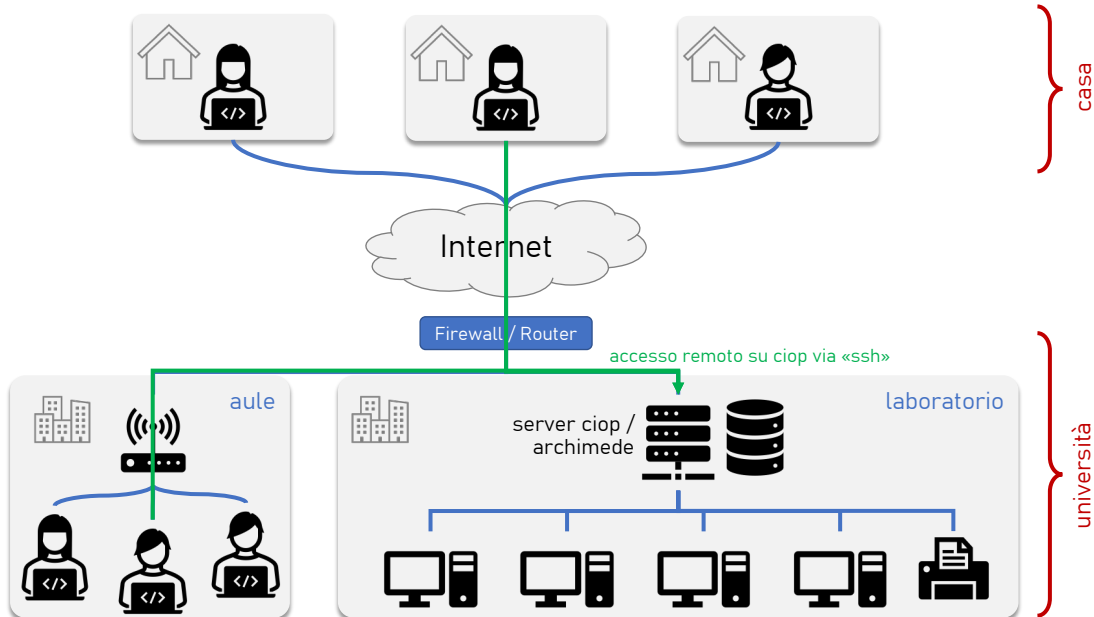 casa
</>
</>
</>
Internet
Firewall / Router
accesso remoto su ciop via «ssh»
aule
laboratorio
server ciop /
archimede
università
</>
</>
</>